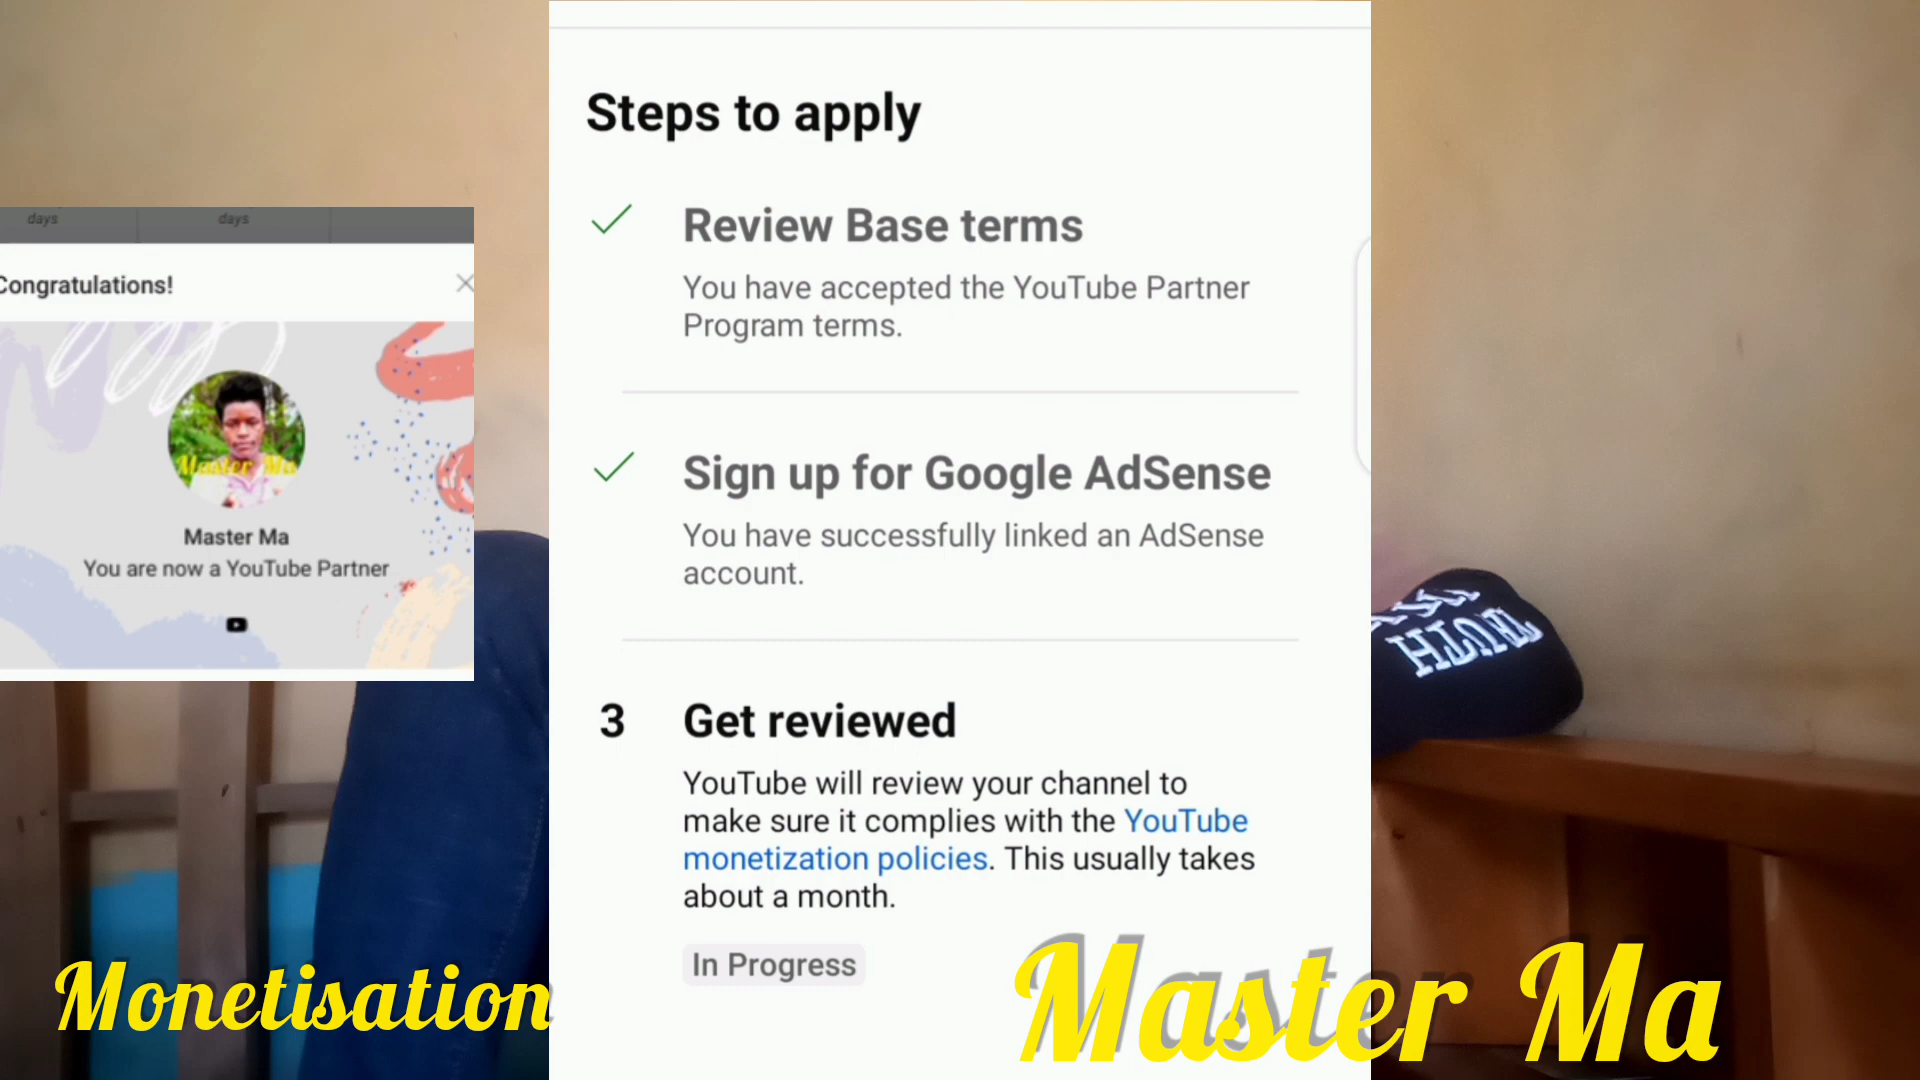 days
days
Congratulations!
Master Ma
Master Ma
You are now a YouTube Partner
Steps to apply
Review Base terms
You have accepted the YouTube Partner
Program terms.
Sign up for Google AdSense
You have successfully linked an AdSense
account.
3
Get reviewed
YouTube will review your channel to
make sure it complies with the YouTube
monetization policies. This usually takes
about a month.
In Progress
TRUTH
Monetisation
Master Ma